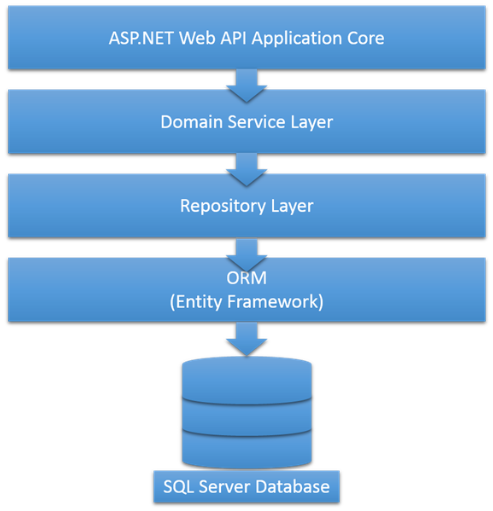 ASP.NET Web API Application Core
Domain Service Layer
Repository Layer
ORM
(Entity Framework)
SQL Server Database